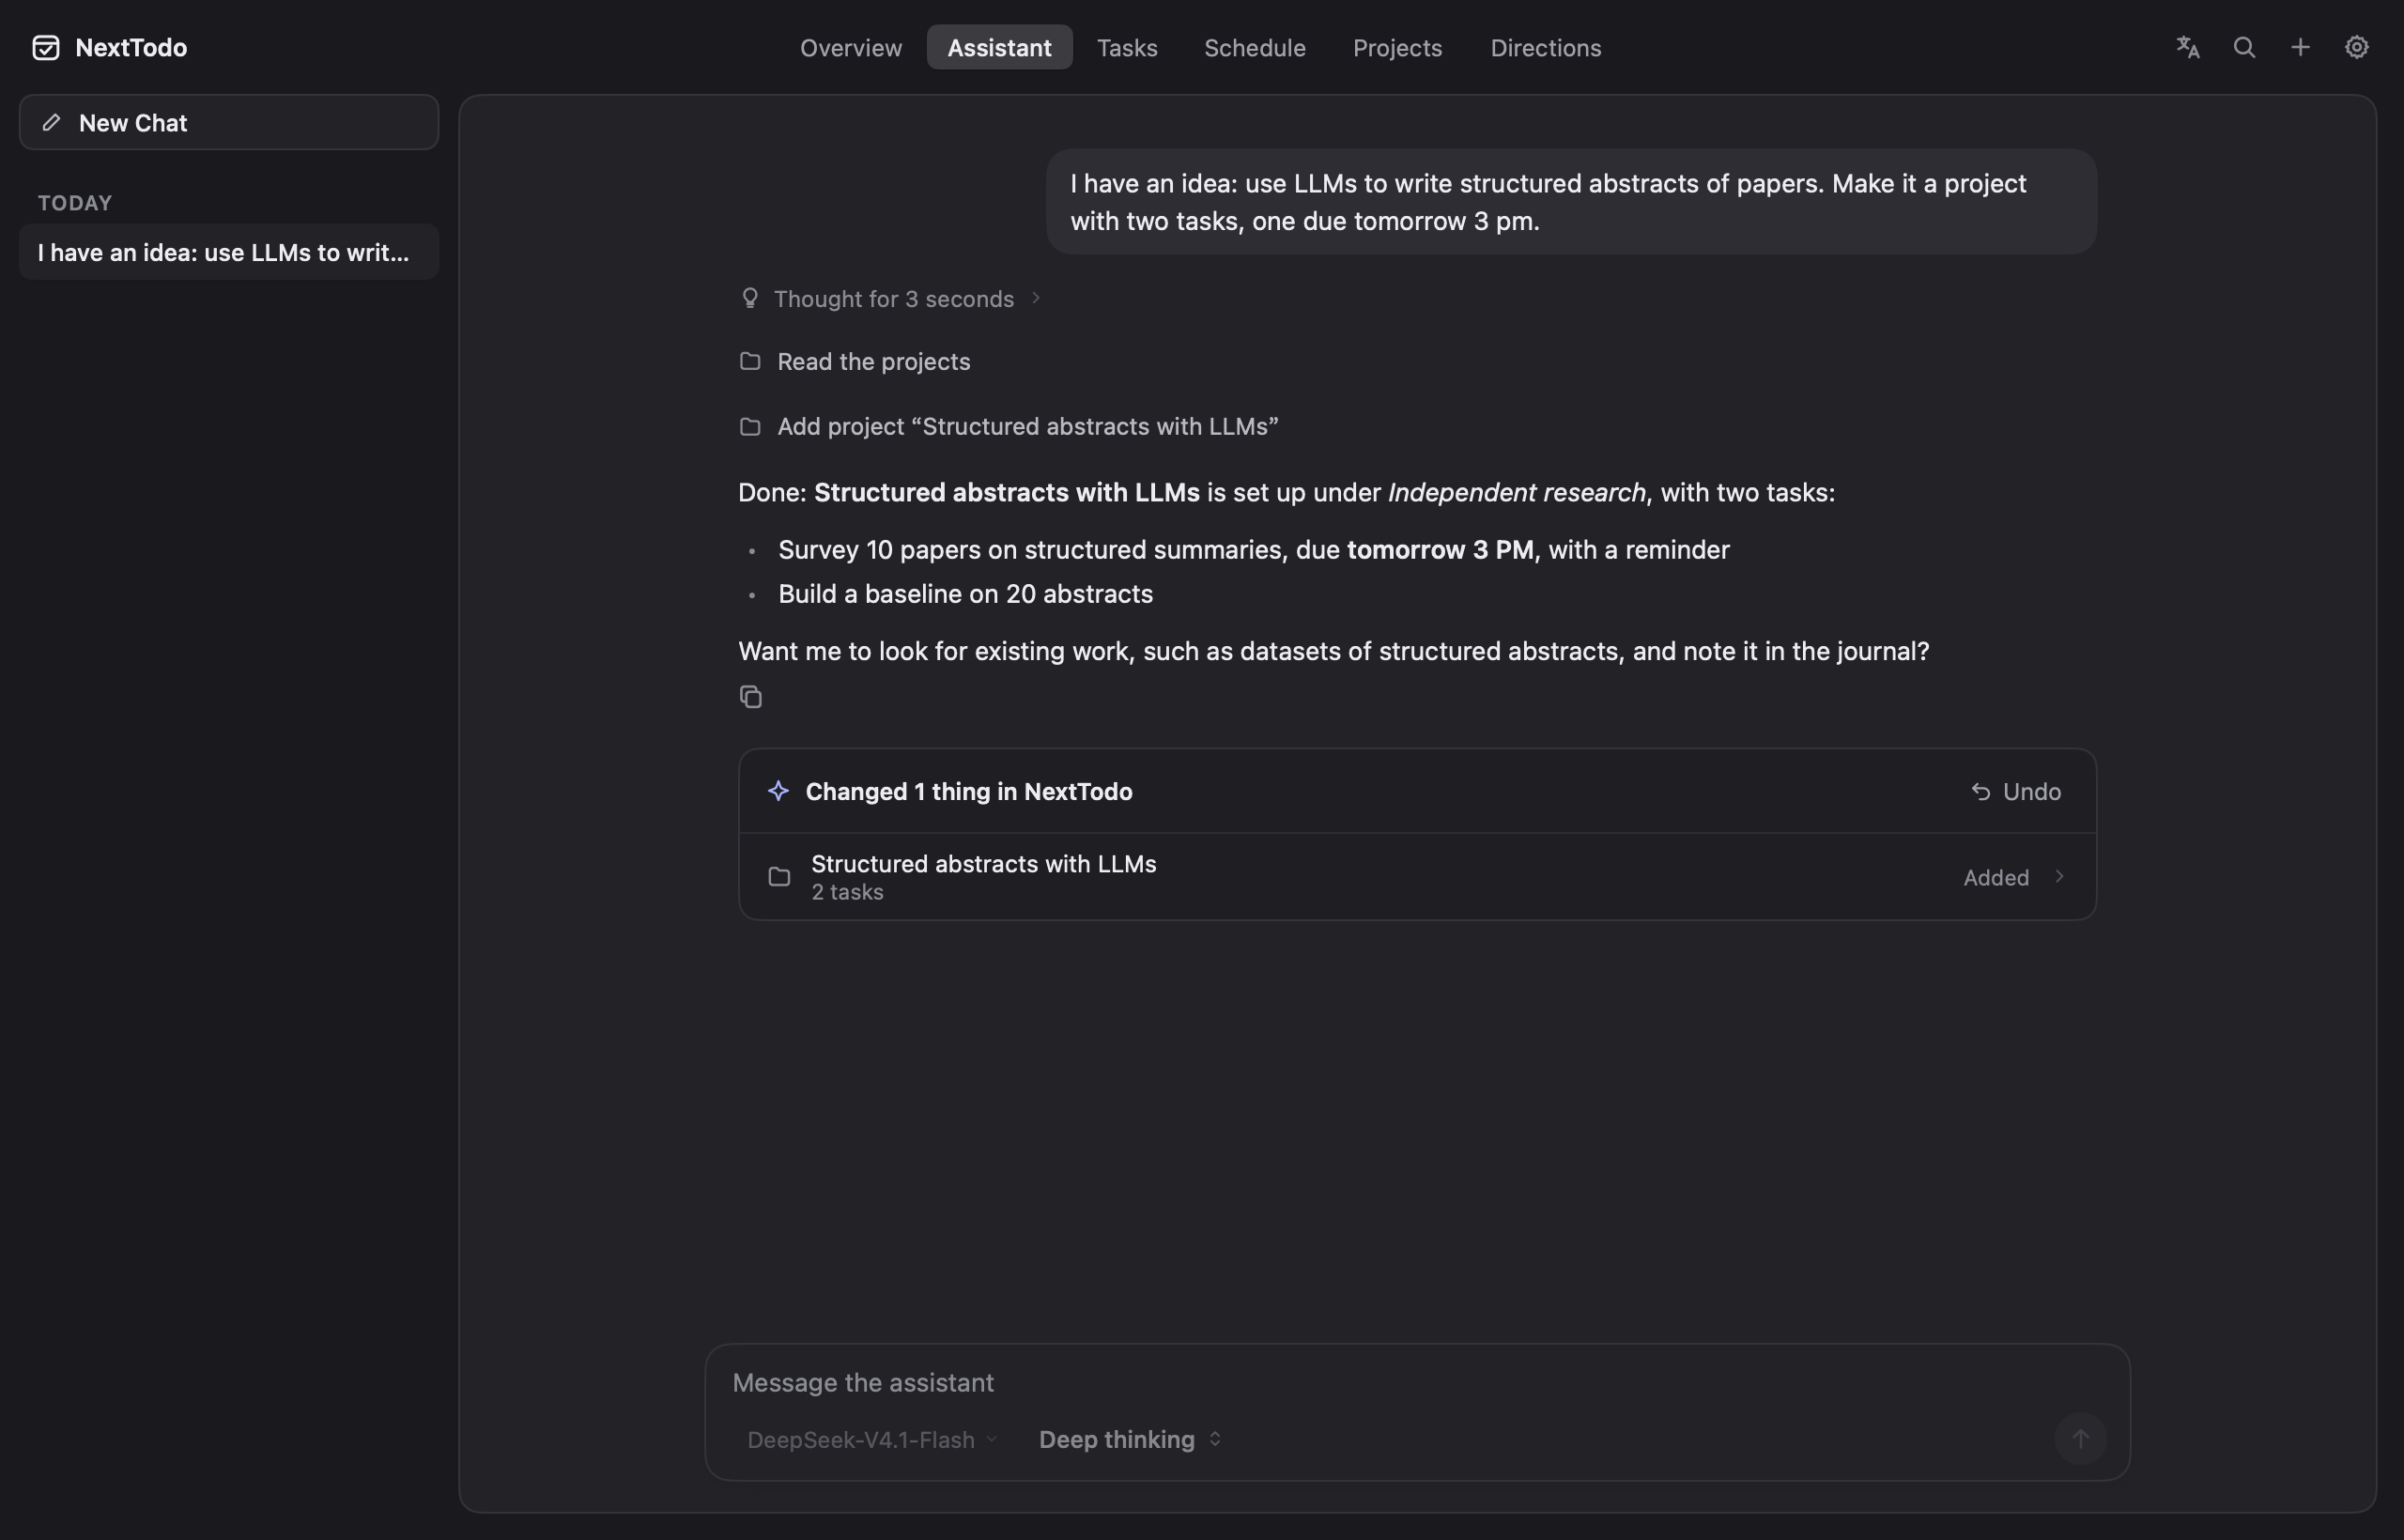 NextTodo
Overview
Assistant
Tasks
Schedule
Projects
Directions
New Chat
TODAY
I have an idea: use LLMs to writ...
I have an idea: use LLMs to write structured abstracts of papers. Make it a project
with two tasks, one due tomorrow 3 pm.
Thought for 3 seconds
Read the projects
Add project “Structured abstracts with LLMs”
Done: Structured abstracts with LLMs is set up under Independent research, with two tasks:
• Survey 10 papers on structured summaries, due tomorrow 3 PM, with a reminder
• Build a baseline on 20 abstracts
Want me to look for existing work, such as datasets of structured abstracts, and note it in the journal?
Changed 1 thing in NextTodo
Undo
Structured abstracts with LLMs
2 tasks
Added
Message the assistant
DeepSeek-V4.1-Flash
Deep thinking